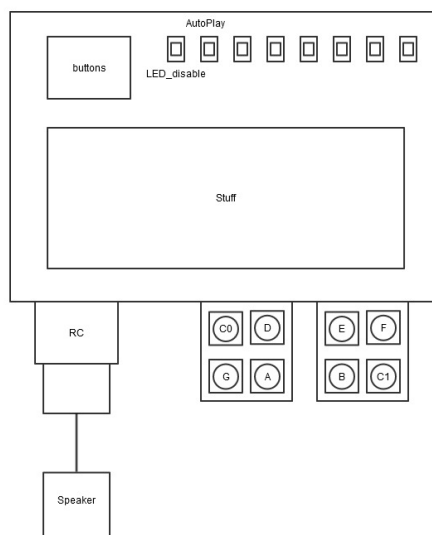 AutoPlay
buttons
LED_disable
Stuff
RC
C0 D E F
G A B C1
Speaker